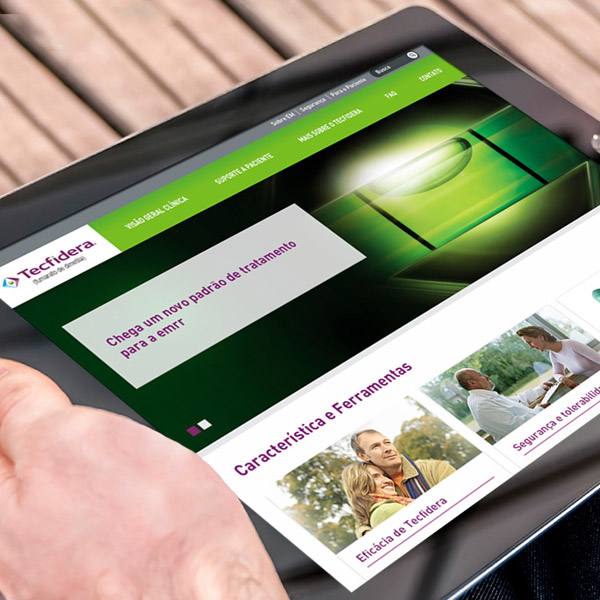 Sobre EM | Segurança | Para o Paciente
Busca
VISÃO GERAL CLÍNICA
SUPORTE A PACIENTE
MAIS SOBRE O TECFIDERA
FAQ
CONTATO
Tecfidera
(fumarato de dimetila)
Chega um novo padrão de tratamento
para a emrr
Característica e Ferramentas
Eficácia de Tecfidera
Segurança e tolerabilida